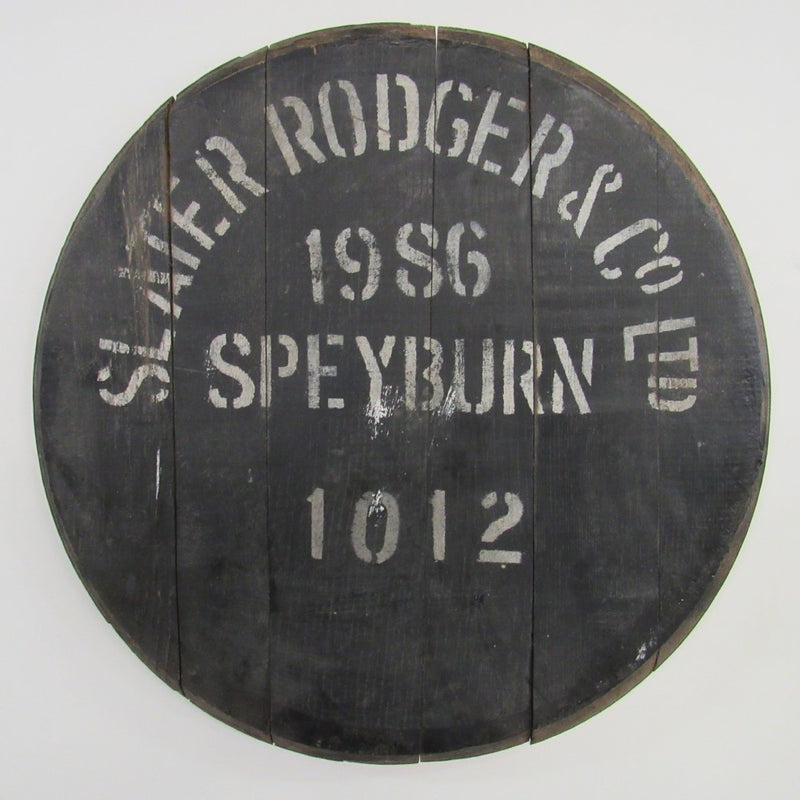 SLATER RODGER & Co LTD
1986
SPEYBURN
1012